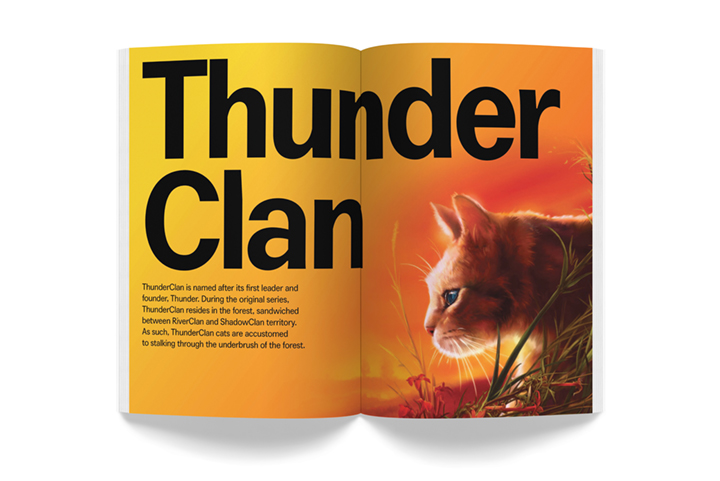 Thunder
Clan
ThunderClan is named after its first leader and
founder, Thunder. During the original series,
ThunderClan resides in the forest, sandwiched
between RiverClan and ShadowClan territory.
As such, ThunderClan cats are accustomed
to stalking through the underbrush of the forest.